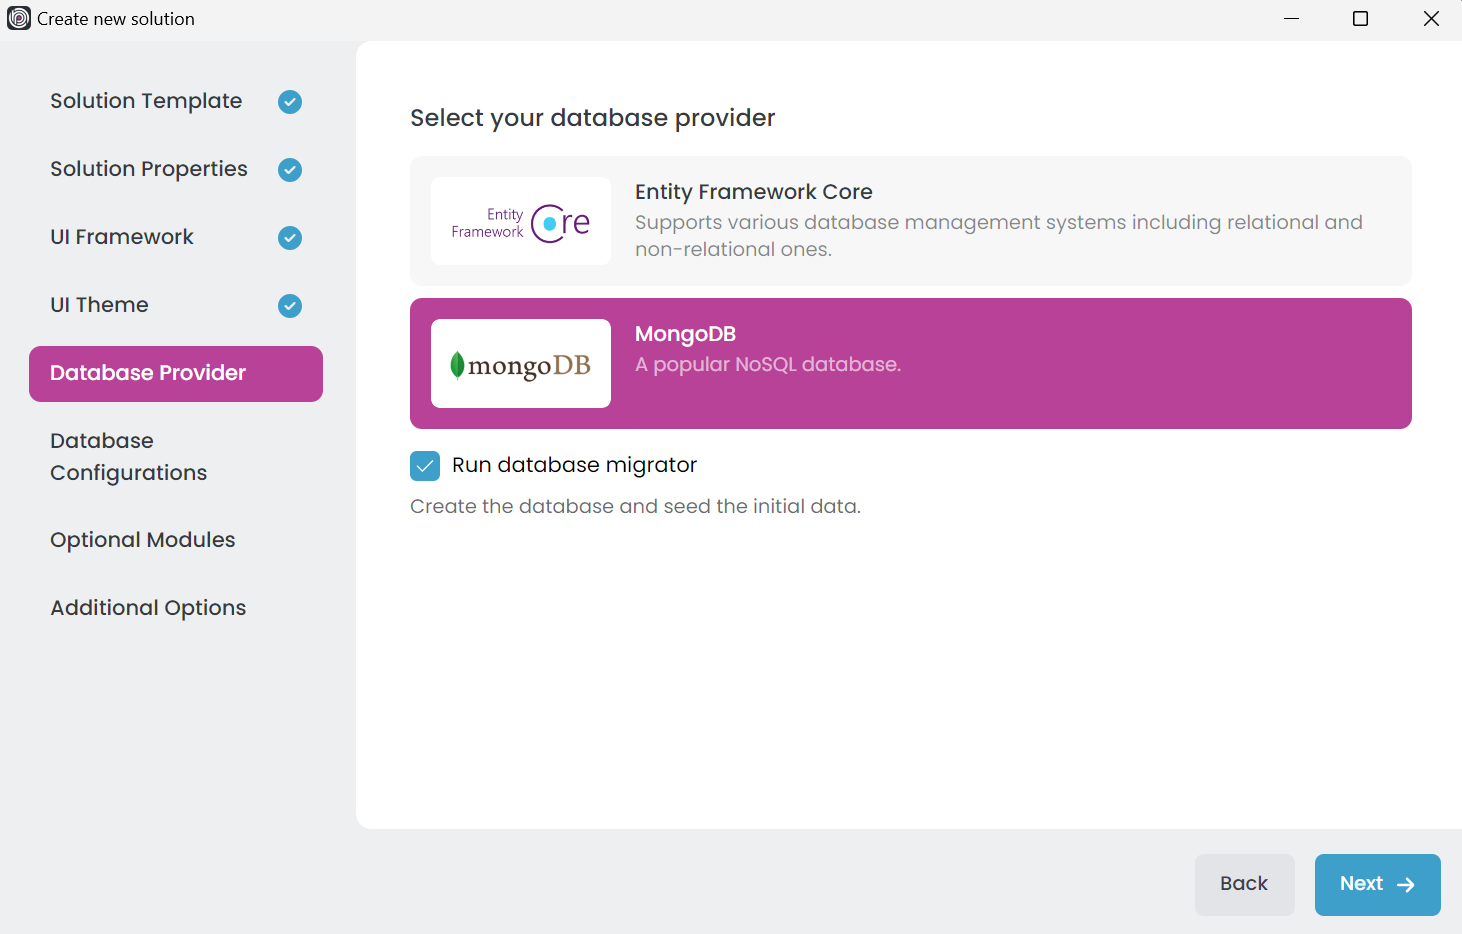 Create new solution
Solution Template
Solution Properties
UI Framework
UI Theme
Database Provider
Database
Configurations
Optional Modules
Additional Options
Select your database provider
Entity
Framework Core
Entity Framework Core
Supports various database management systems including relational and
non-relational ones.
mongoDB
MongoDB
A popular NoSQL database.
Run database migrator
Create the database and seed the initial data.
Back
Next